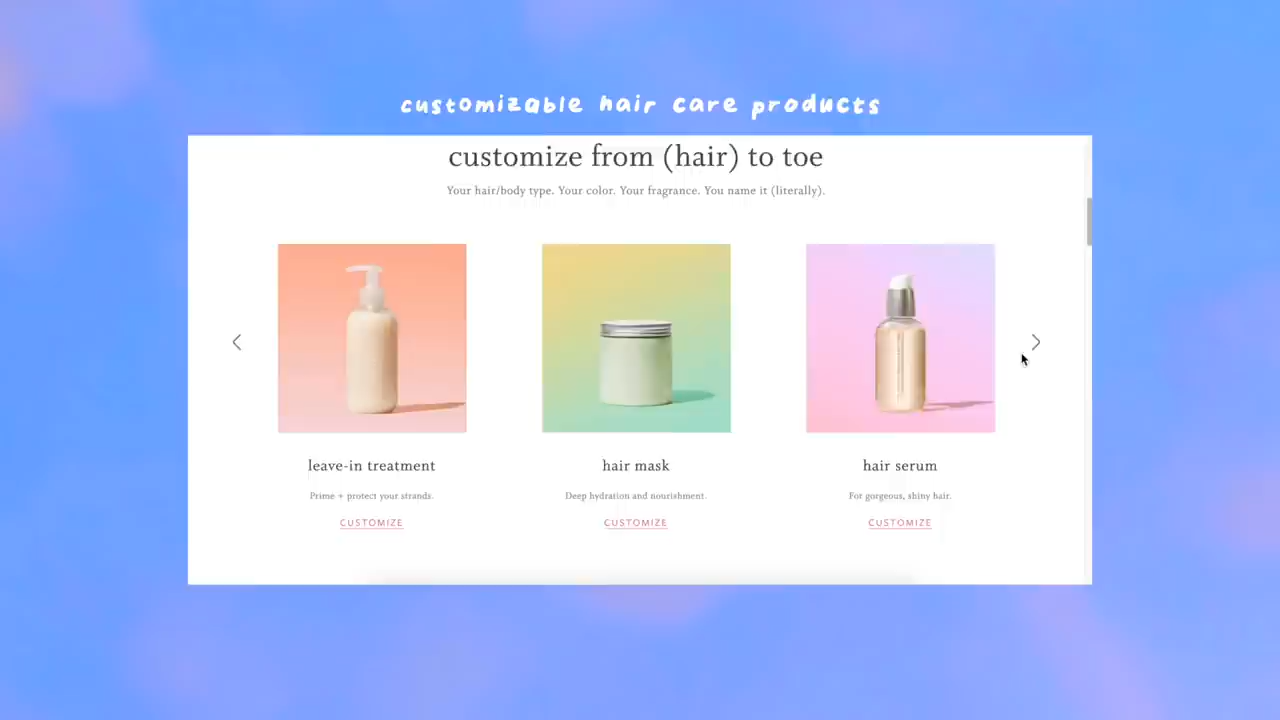 customizable hair care products
customize from (hair) to toe
Your hair/body type. Your color. Your fragrance. You name it (literally).
leave-in treatment
Prime + protect your strands.
CUSTOMIZE
hair mask
Deep hydration and nourishment.
CUSTOMIZE
hair serum
For gorgeous, shiny hair.
CUSTOMIZE